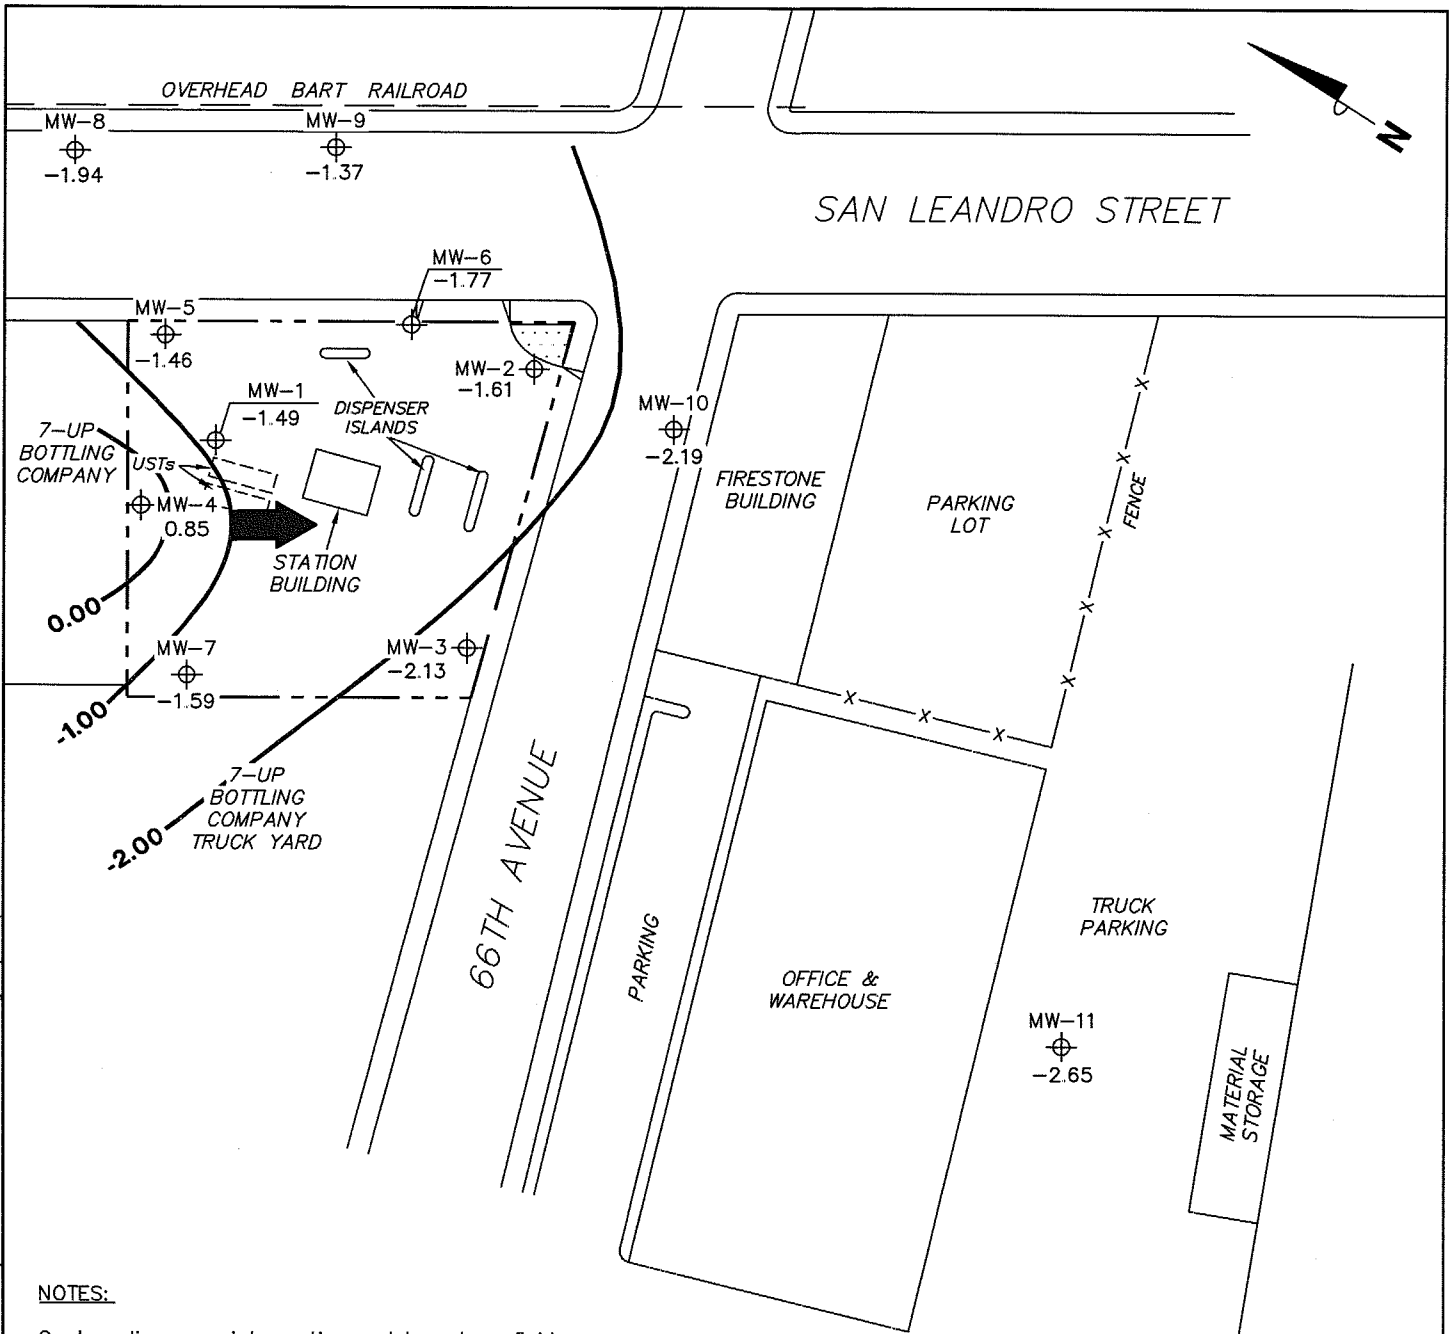 OVERHEAD BART RAILROAD
MW-8
-1.94
MW-9
-1.37
N
SAN LEANDRO STREET
MW-6
-1.77
MW-5
-1.46
MW-2
-1.61
MW-1
-1.49
DISPENSER
ISLANDS
MW-10
-2.19
7-UP
BOTTLING
COMPANY
USTs
MW-4
0.85
FIRESTONE
BUILDING
PARKING
LOT
FENCE
STATION
BUILDING
0.00
MW-7
-1.59
MW-3
-2.13
-1.00
7-UP
BOTTLING
COMPANY
TRUCK YARD
-2.00
66TH AVENUE
PARKING
OFFICE &
WAREHOUSE
TRUCK
PARKING
MW-11
-2.65
MATERIAL
STORAGE
NOTES: